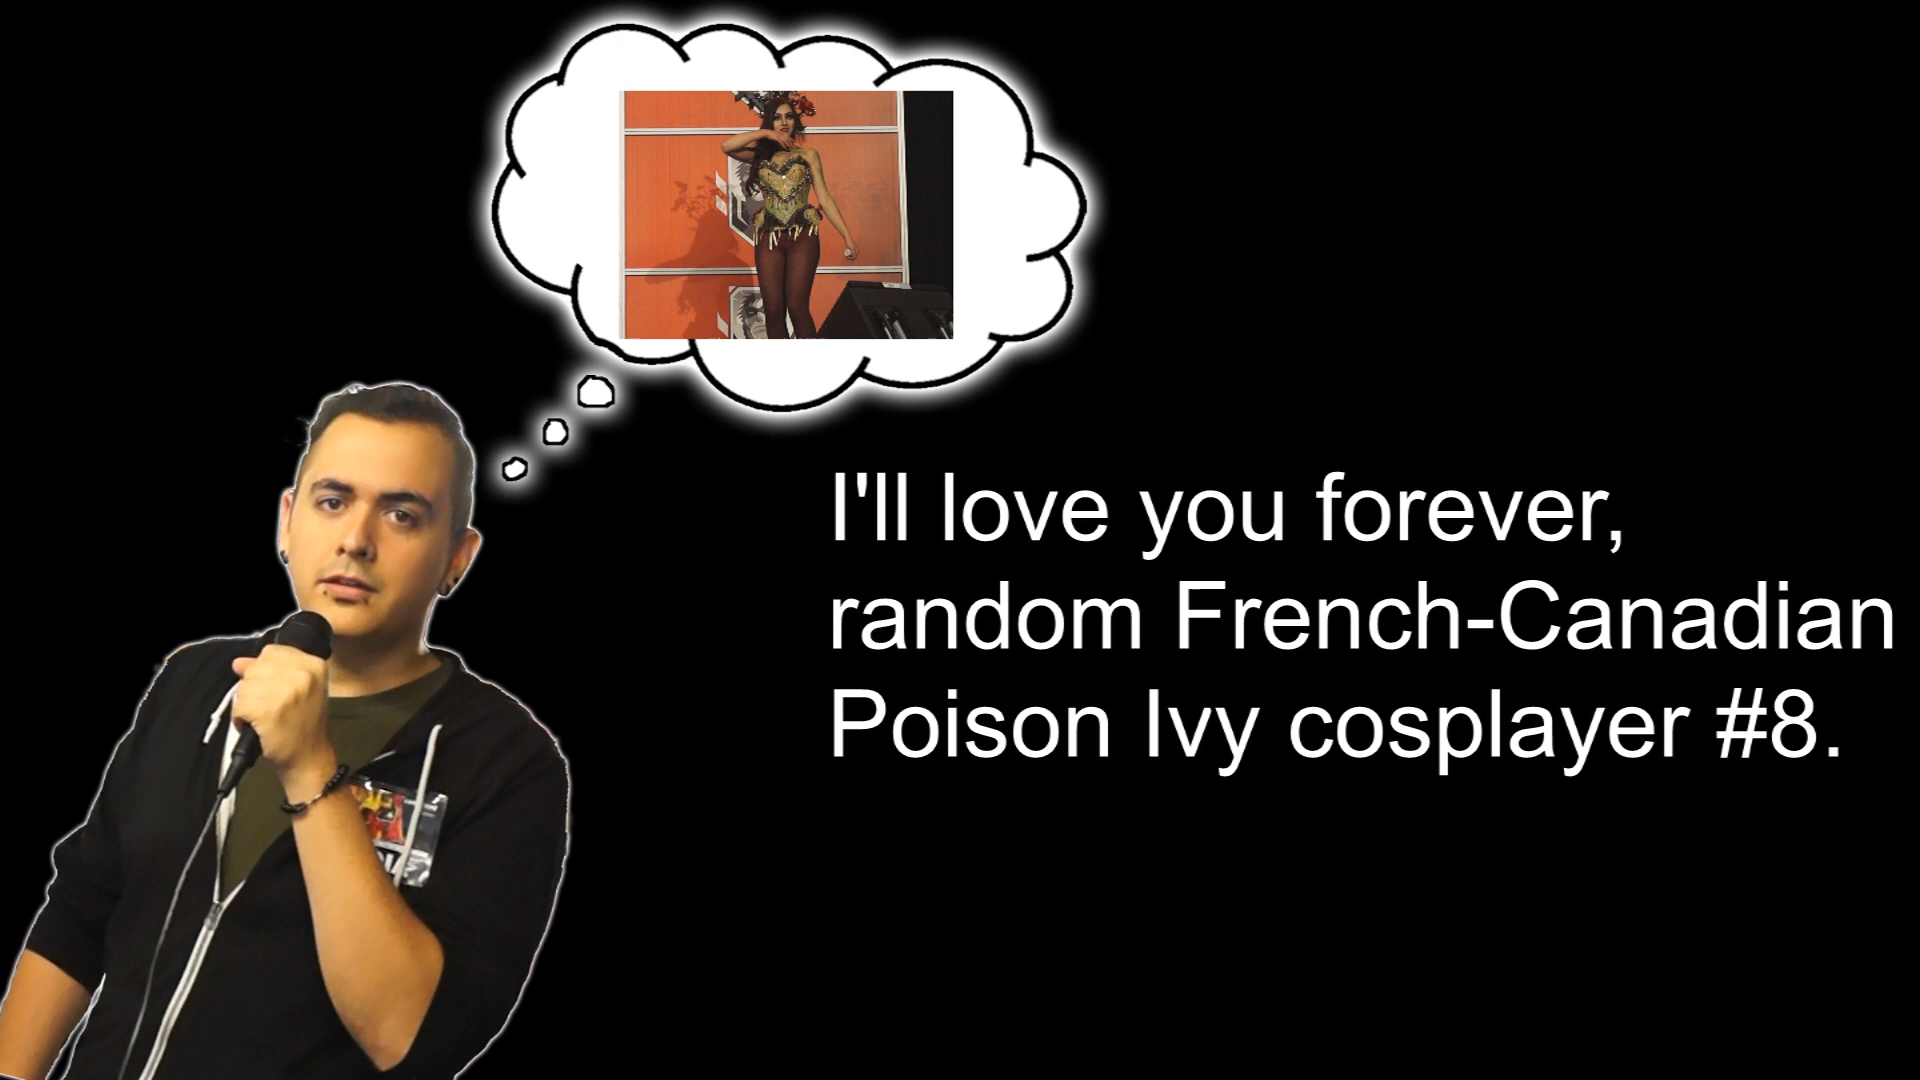 I'll love you forever,
random French-Canadian
Poison Ivy cosplayer #8.